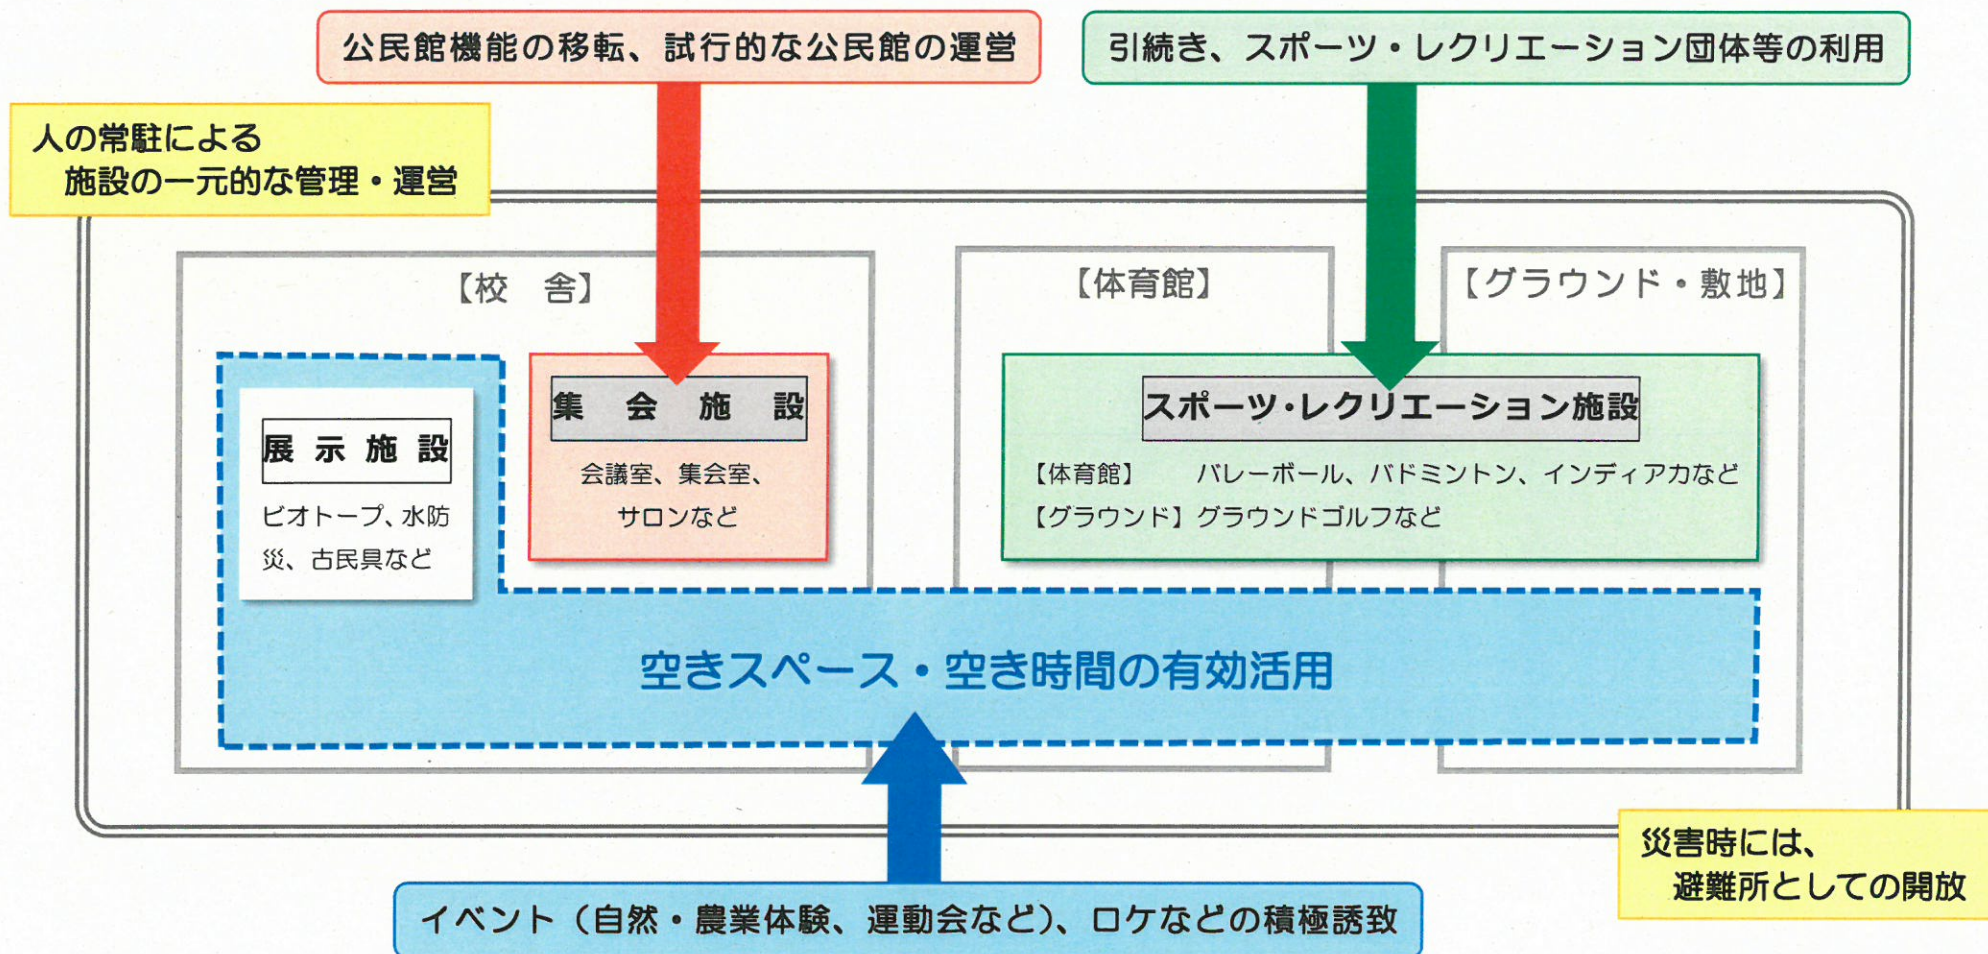 公民館機能の移転、試行的な公民館の運営
引続き、スポーツ・レクリエーション団体等の利用
人の常駐による
施設の一元的な管理・運営
【校　舎】
【体育館】
【グラウンド・敷地】
展 示 施 設
ビオトープ、水防
災、古民具など
集　会　施　設
会議室、集会室、
サロンなど
スポーツ・レクリエーション施設
【体育館】　バレーボール、バドミントン、インディアカなど
【グラウンド】グラウンドゴルフなど
空きスペース・空き時間の有効活用
災害時には、
避難所としての開放
イベント（自然・農業体験、運動会など）、ロケなどの積極誘致